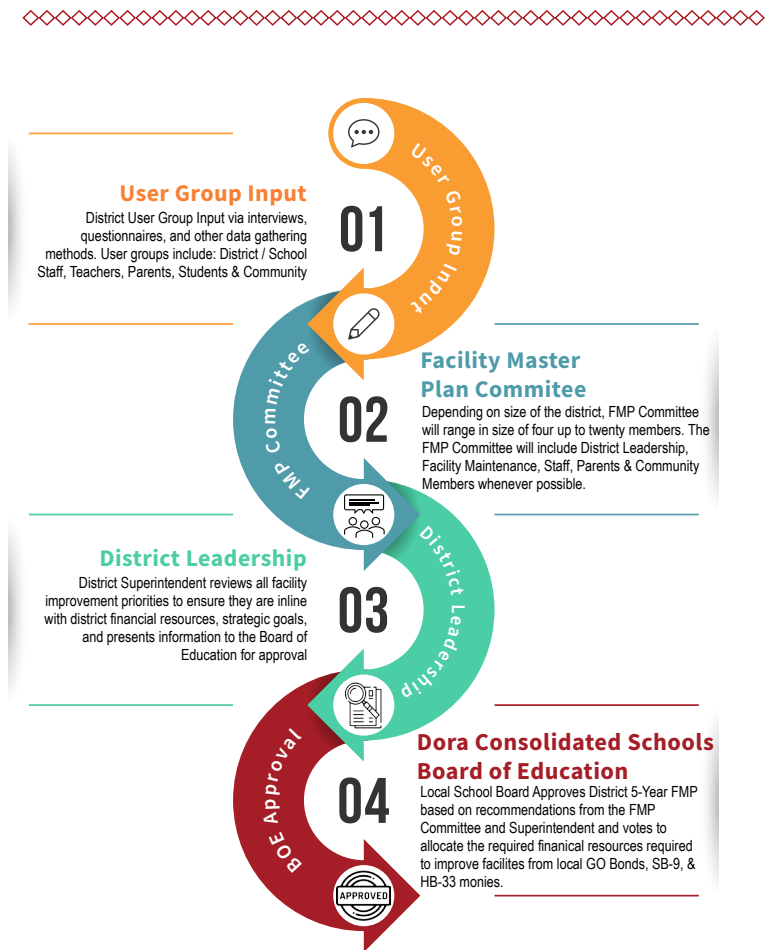 User Group Input
User Group Input
District User Group Input via interviews,
questionnaires, and other data gathering
methods. User groups include: District / School
Staff, Teachers, Parents, Students & Community
01
FMP Committee
Facility Master
Plan Commitee
Depending on size of the district, FMP Committee
will range in size of four up to twenty members. The
FMP Committee will include District Leadership,
Facility Maintenance, Staff, Parents & Community
Members whenever possible.
02
District Leadership
District Leadership
District Superintendent reviews all facility
improvement priorities to ensure they are inline
with district financial resources, strategic goals,
and presents information to the Board of
Education for approval
03
BOE Approval
Dora Consolidated Schools
Board of Education
Local School Board Approves District 5-Year FMP
based on recommendations from the FMP
Committee and Superintendent and votes to
allocate the required finanical resources required
to improve facilites from local GO Bonds, SB-9, &
HB-33 monies.
04
APPROVED